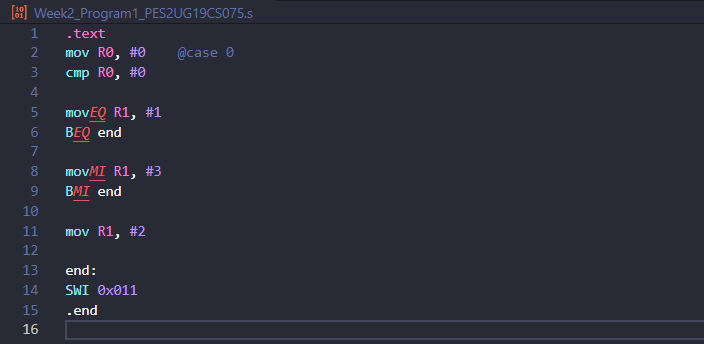 10 01 Week2_Program1_PES2UG19CS075.s
1 .text
2 mov R0, #0 @case 0
3 cmp R0, #0
4
5 movEQ R1, #1
6 BEQ end
7
8 movMI R1, #3
9 BMI end
10
11 mov R1, #2
12
13 end:
14 SWI 0x011
15 .end
16